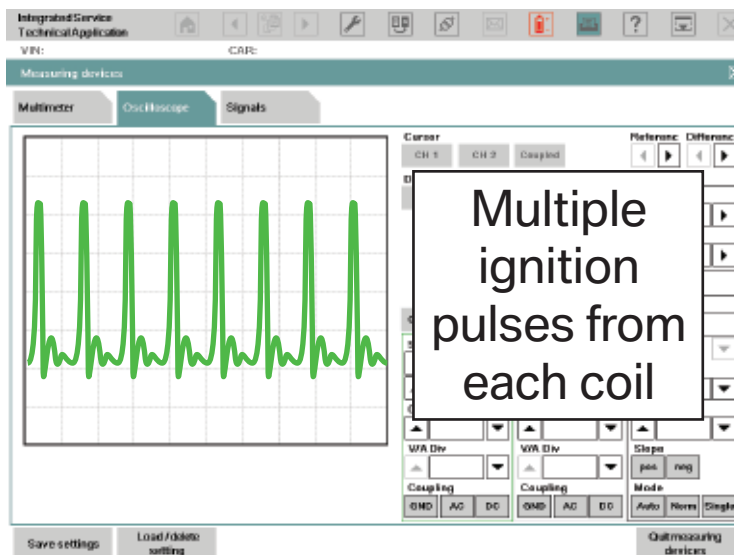 Integrated Service
Technical Application
?
VIN:
CAR:
Measuring devices
Multimeter
Oscilloscope
Signals
Cursor
Referenc
Differenc
CH 1
CH 2
Coupled
Multiple
ignition
pulses from
each coil
V/A Div
V/A Div
Slope
pos
neg
Coupling
Coupling
Mode
GND
AC
DC
GND
AC
DC
Auto
Norm
Single
Save settings
Load/delete
setting
Quit measuring
devices